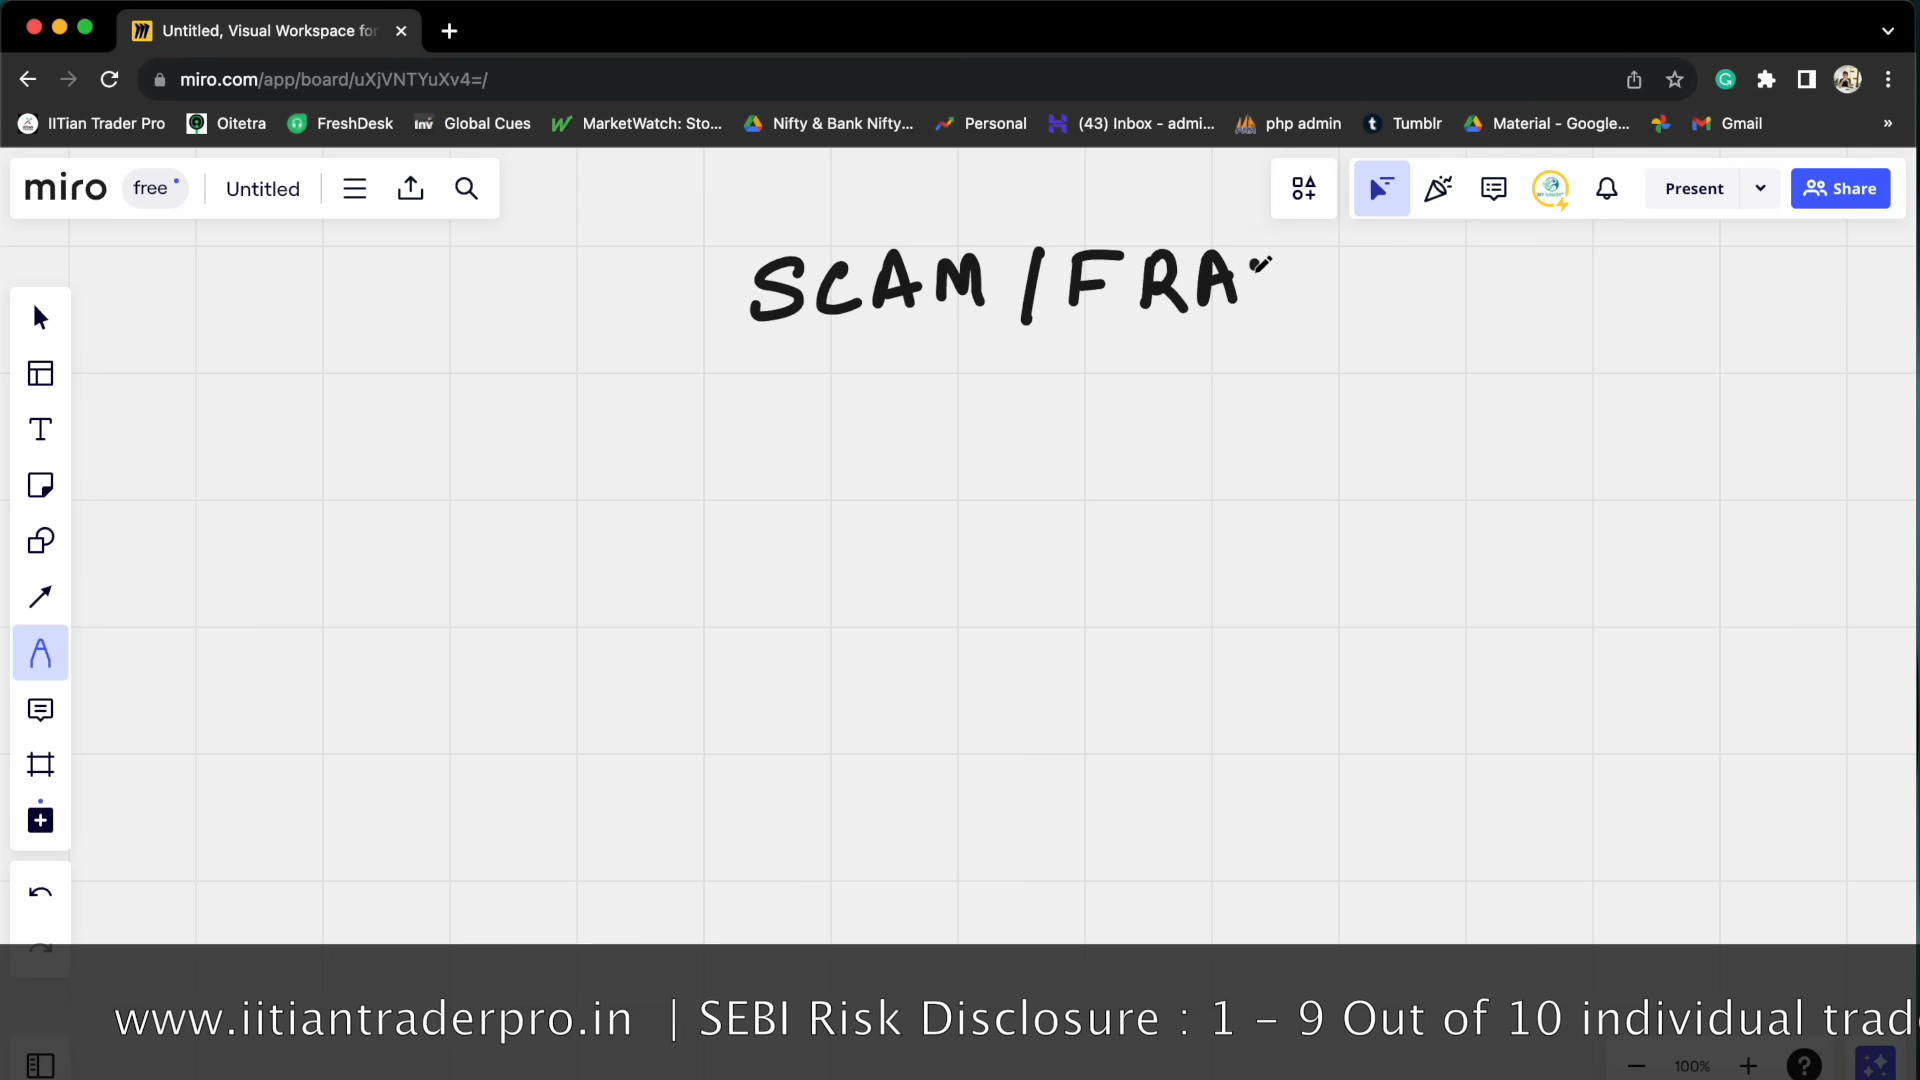 Untitled, Visual Workspace for
miro.com/app/board/uXjVNTYuXv4=/
IITian Trader Pro Oitetra FreshDesk Inv Global Cues MarketWatch: Sto... Nifty & Bank Nifty... Personal (43) Inbox - admi... php admin Tumblr Material - Google... Gmail »
miro free Untitled Present Share
SCAM/FRA
www.iitiantraderpro.in | SEBI Risk Disclosure : 1 – 9 Out of 10 individual trad
100% ?